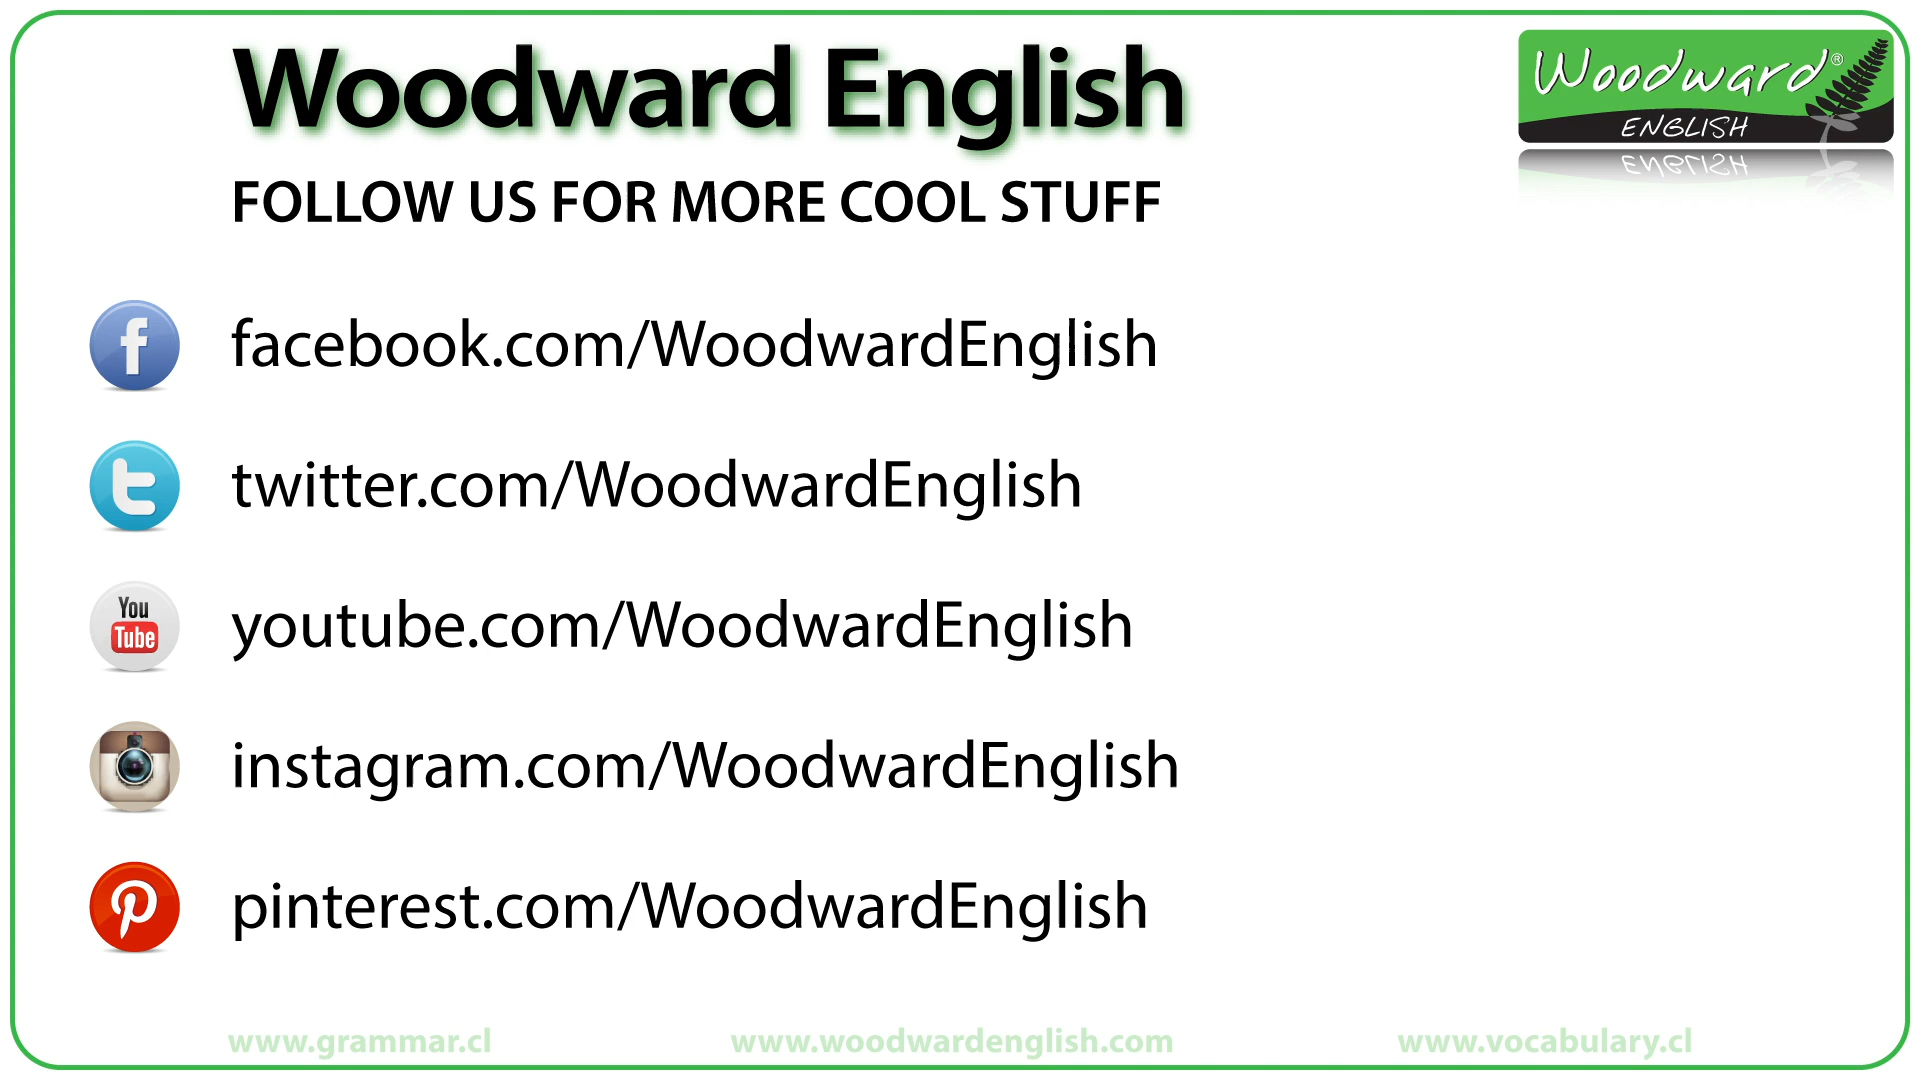 Woodward English
Woodward®
ENGLISH
FOLLOW US FOR MORE COOL STUFF
f facebook.com/WoodwardEnglish
t twitter.com/WoodwardEnglish
You
Tube
youtube.com/WoodwardEnglish
instagram.com/WoodwardEnglish
pinterest.com/WoodwardEnglish
www.grammar.cl www.woodwardenglish.com www.vocabulary.cl